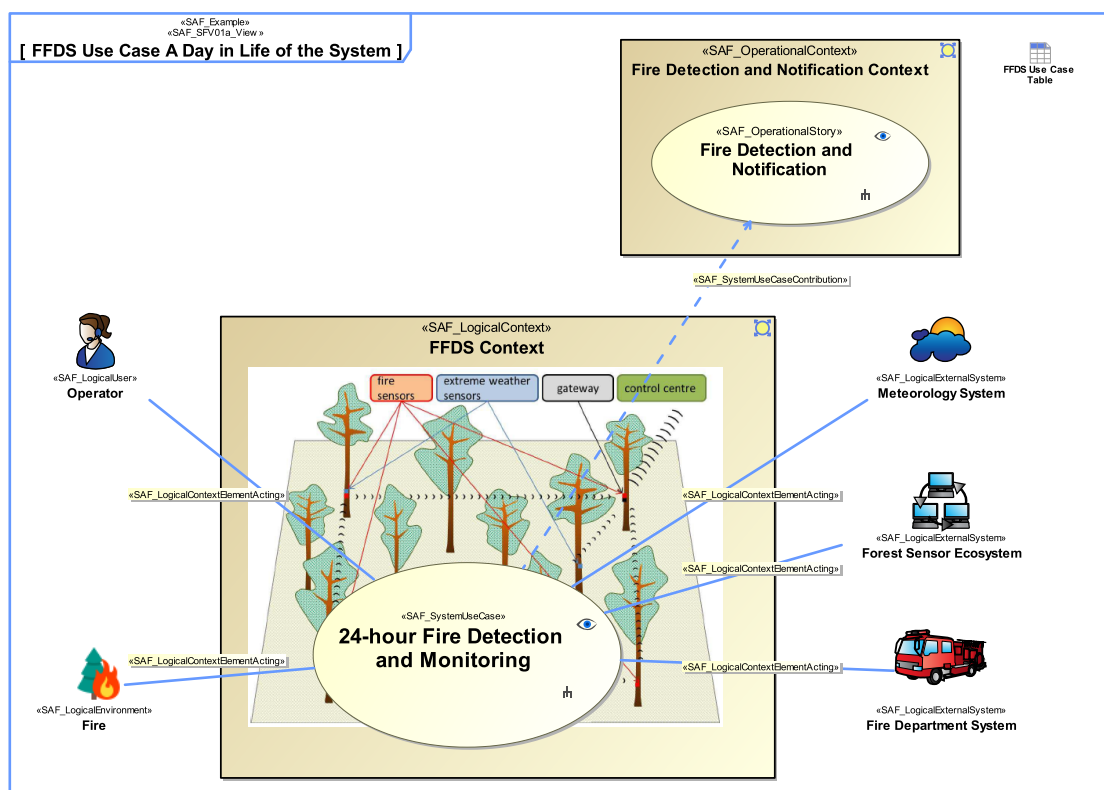 «SAF_Example»
«SAF_SFV01a_View »
[ FFDS Use Case A Day in Life of the System ]
«SAF_OperationalContext»
Fire Detection and Notification Context
FFDS Use Case
Table
«SAF_OperationalStory»
Fire Detection and
Notification
«SAF_SystemUseCaseContribution»
«SAF_LogicalContext»
FFDS Context
fire
sensors
extreme weather
sensors
gateway
control centre
«SAF_LogicalUser»
Operator
«SAF_LogicalExternalSystem»
Meteorology System
«SAF_LogicalContextElementActing»
«SAF_LogicalContextElementActing»
«SAF_LogicalExternalSystem»
Forest Sensor Ecosystem
«SAF_LogicalContextElementActing»
«SAF_SystemUseCase»
24-hour Fire Detection
and Monitoring
«SAF_LogicalContextElementActing»
«SAF_LogicalContextElementActing»
«SAF_LogicalEnvironment»
Fire
«SAF_LogicalExternalSystem»
Fire Department System